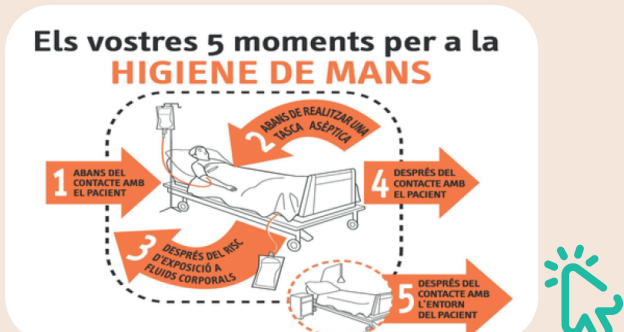 Els vostres 5 moments per a la
HIGIENE DE MANS
1 ABANS DEL
CONTACTE AMB
EL PACIENT
2 ABANS DE REALITZAR UNA
TASCA ASÈPTICA
3 DESPRÉS DEL RISC
D'EXPOSICIÓ A
FLUIDS CORPORALS
4 DESPRÉS DEL
CONTACTE AMB
EL PACIENT
5 DESPRÉS DEL
CONTACTE AMB
L'ENTORN
DEL PACIENT